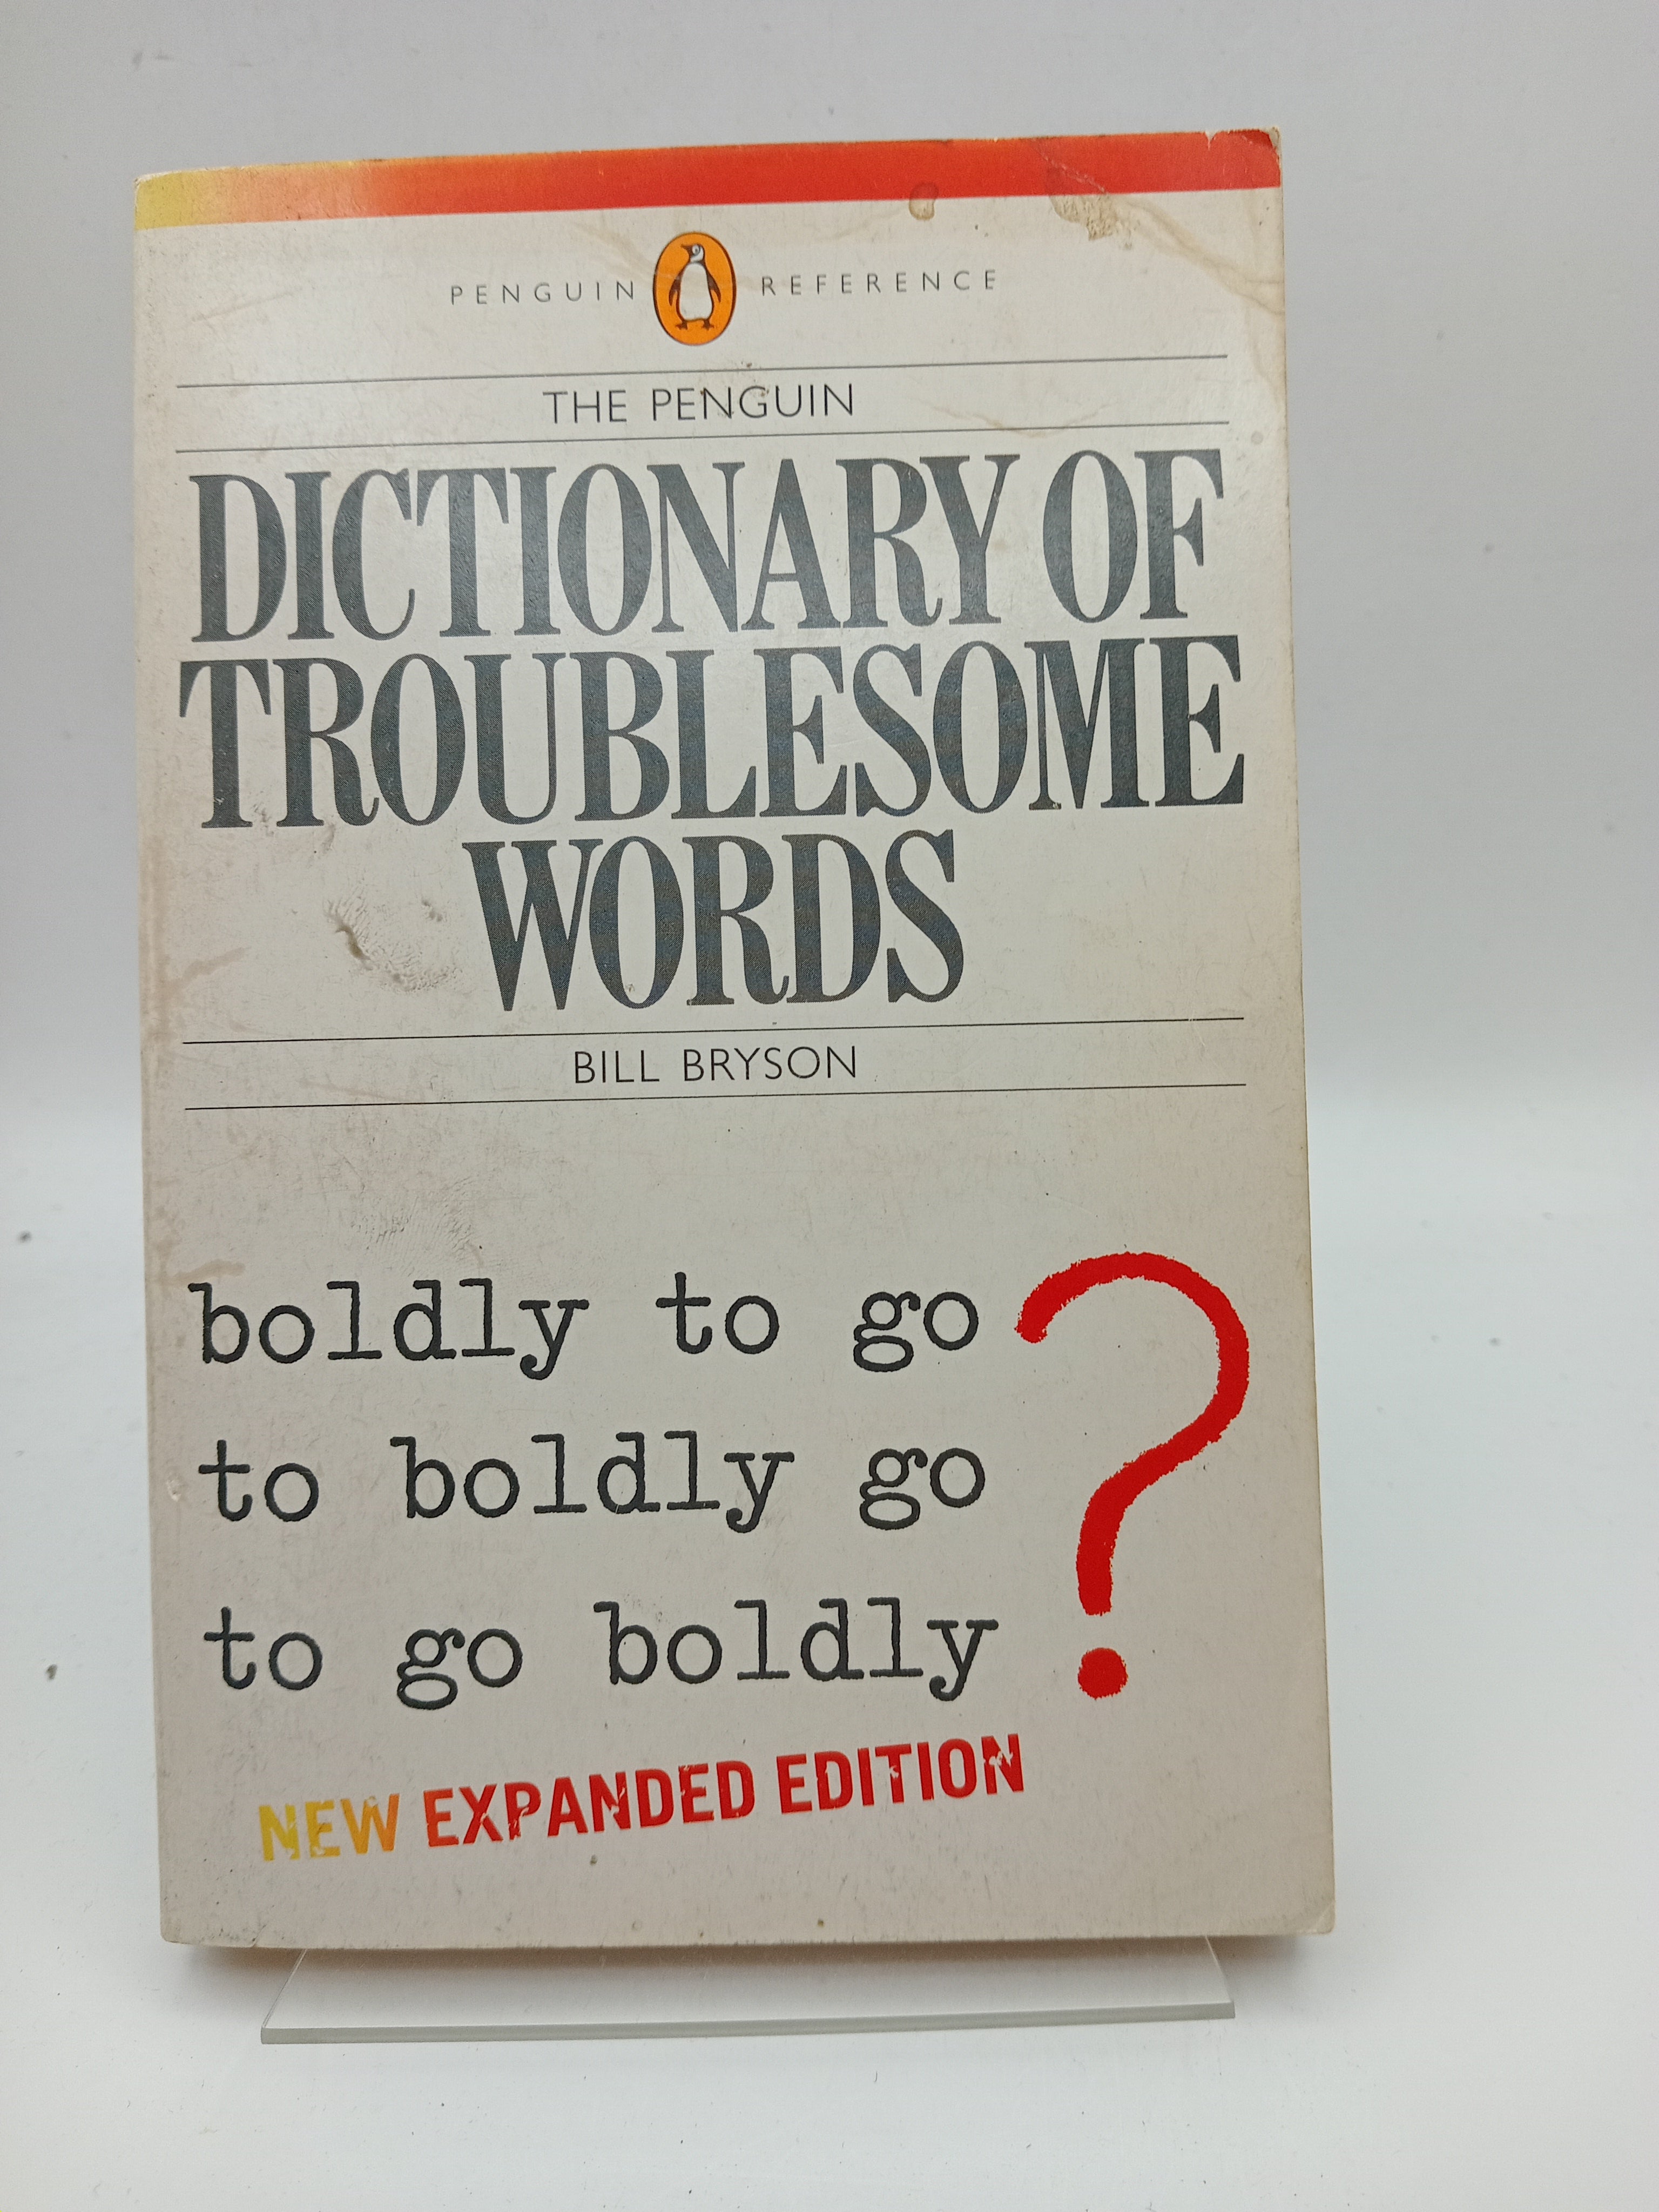 PENGUIN REFERENCE
THE PENGUIN
DICTIONARY OF
TROUBLESOME
WORDS
BILL BRYSON
boldly to go
to boldly go
to go boldly
?
NEW EXPANDED EDITION